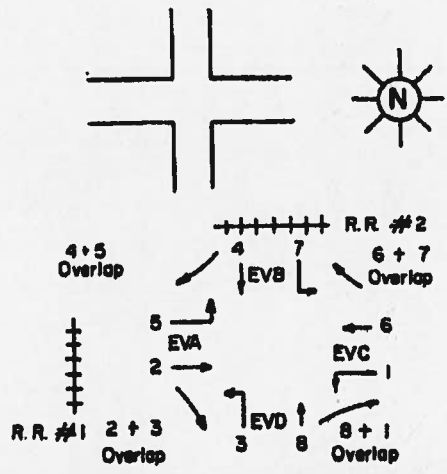 N
R.R. #2
4+5
Overlap
4
7
6 + 7
Overlap
EVB
5
EVA
6
2
EVC
1
R.R. #1
2 + 3
Overlap
3
EVD
8
8 + 1
Overlap